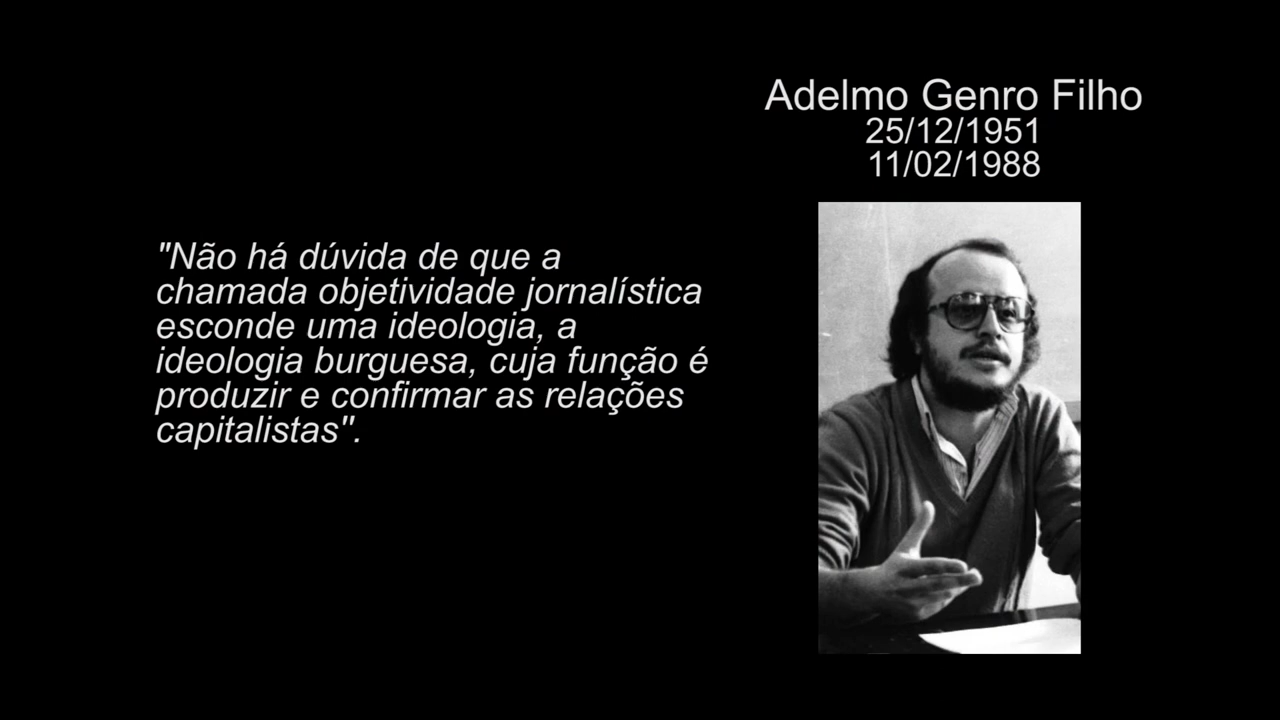 Adelmo Genro Filho
25/12/1951
11/02/1988
"Não há dúvida de que a
chamada objetividade jornalística
esconde uma ideologia, a
ideologia burguesa, cuja função é
produzir e confirmar as relações
capitalistas".